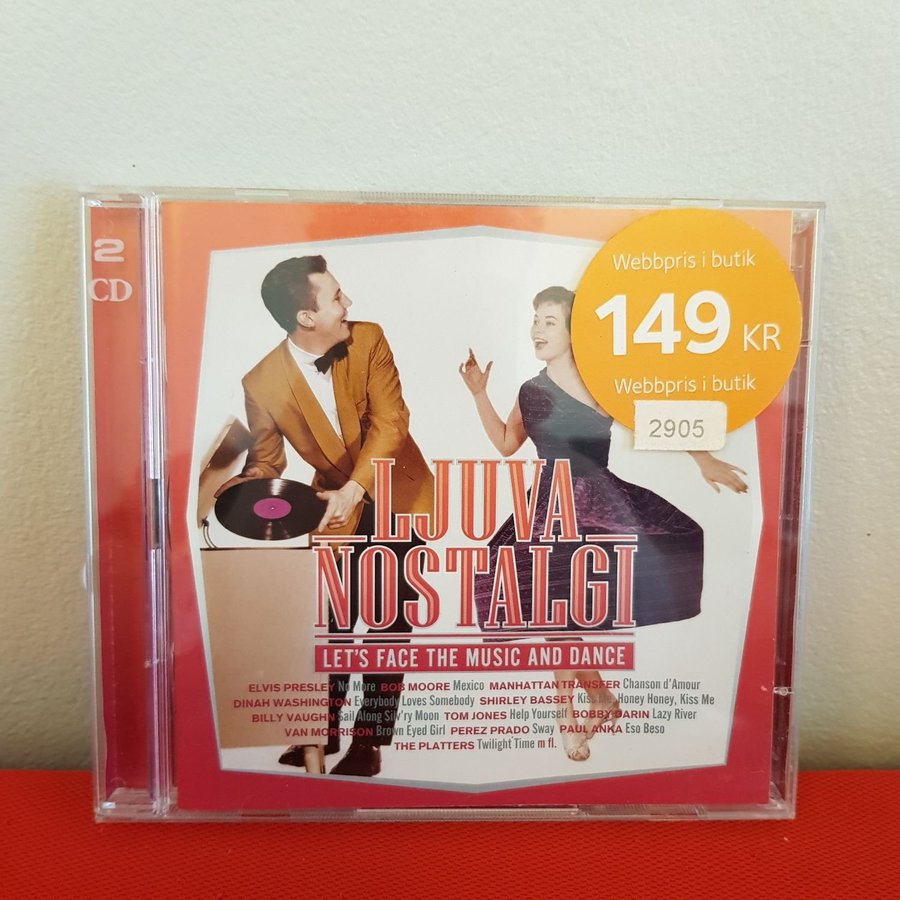 2
CD
Webbpris i butik
149 KR
Webbpris i butik
2905
LJUVA
NOSTALGI
LET'S FACE THE MUSIC AND DANCE
ELVIS PRESLEY No More BOB MOORE Mexico MANHATTAN TRANSFER Chanson d'Amour
DINAH WASHINGTON Everybody Loves Somebody SHIRLEY BASSEY Kiss Me, Honey Honey, Kiss Me
BILLY VAUGHN Sail Along Silv'ry Moon TOM JONES Help Yourself BOBBY DARIN Lazy River
VAN MORRISON Brown Eyed Girl PEREZ PRADO Sway PAUL ANKA Eso Beso
THE PLATTERS Twilight Time m fl.